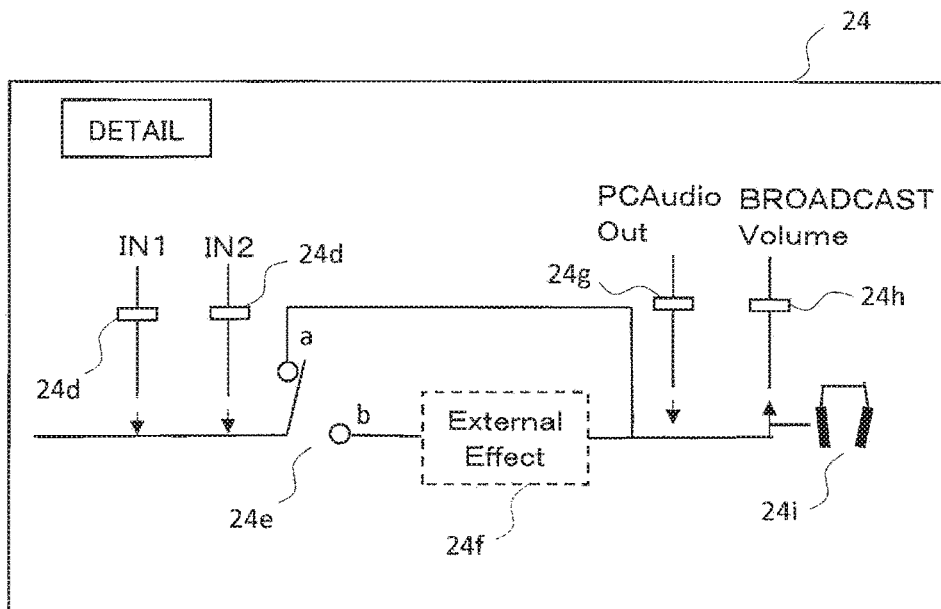 24
DETAIL
PCAudio
Out
BROADCAST
Volume
IN1
IN2
24d
24g
24h
24d
a
b
External
Effect
24e
24f
24i